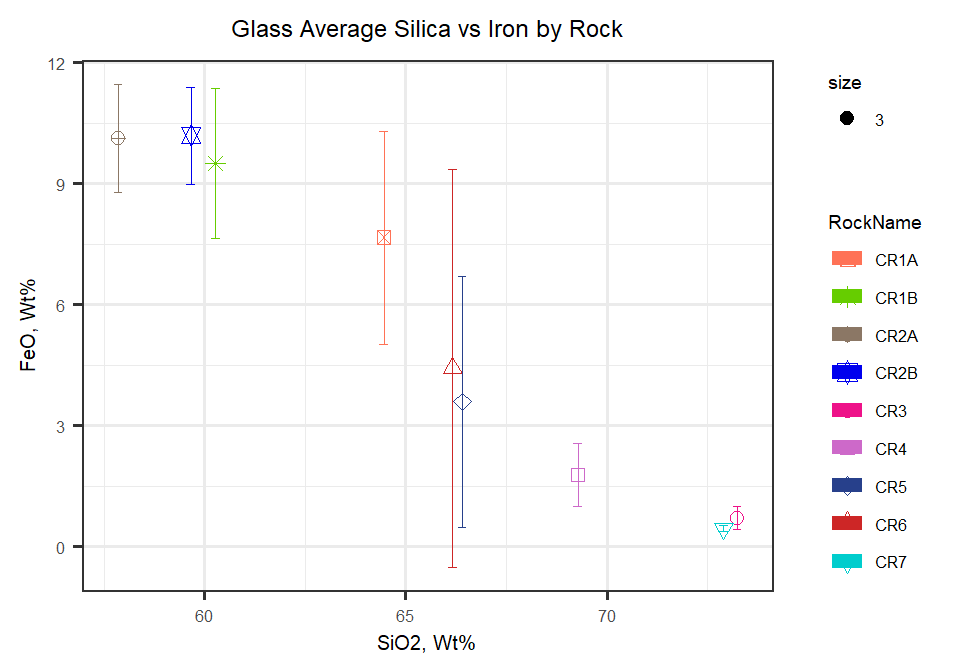 Glass Average Silica vs Iron by Rock
12
9
6
3
0
FeO, Wt%
60
65
70
SiO2, Wt%
size
3
RockName
CR1A
CR1B
CR2A
CR2B
CR3
CR4
CR5
CR6
CR7